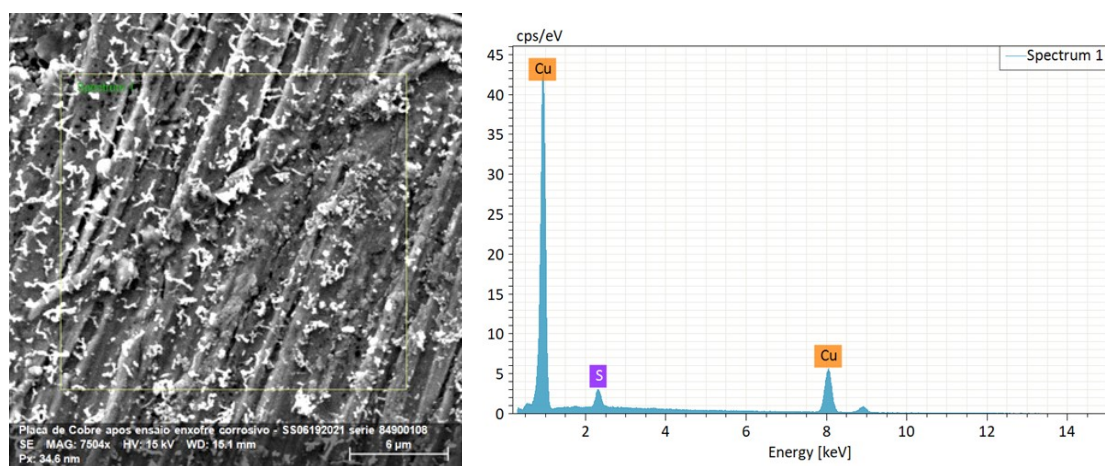 Placa de Cobre apos ensaio enxofre corrosivo - SS06192021 serie 84900108
SE MAG: 7504x HV: 15 kV WD: 15.1 mm
Px: 34.6 nm
6 μm
cps/eV
Spectrum 1
45
40
35
30
25
20
15
10
5
0
Cu
S
Cu
2
4
6
8
10
12
14
Energy [keV]